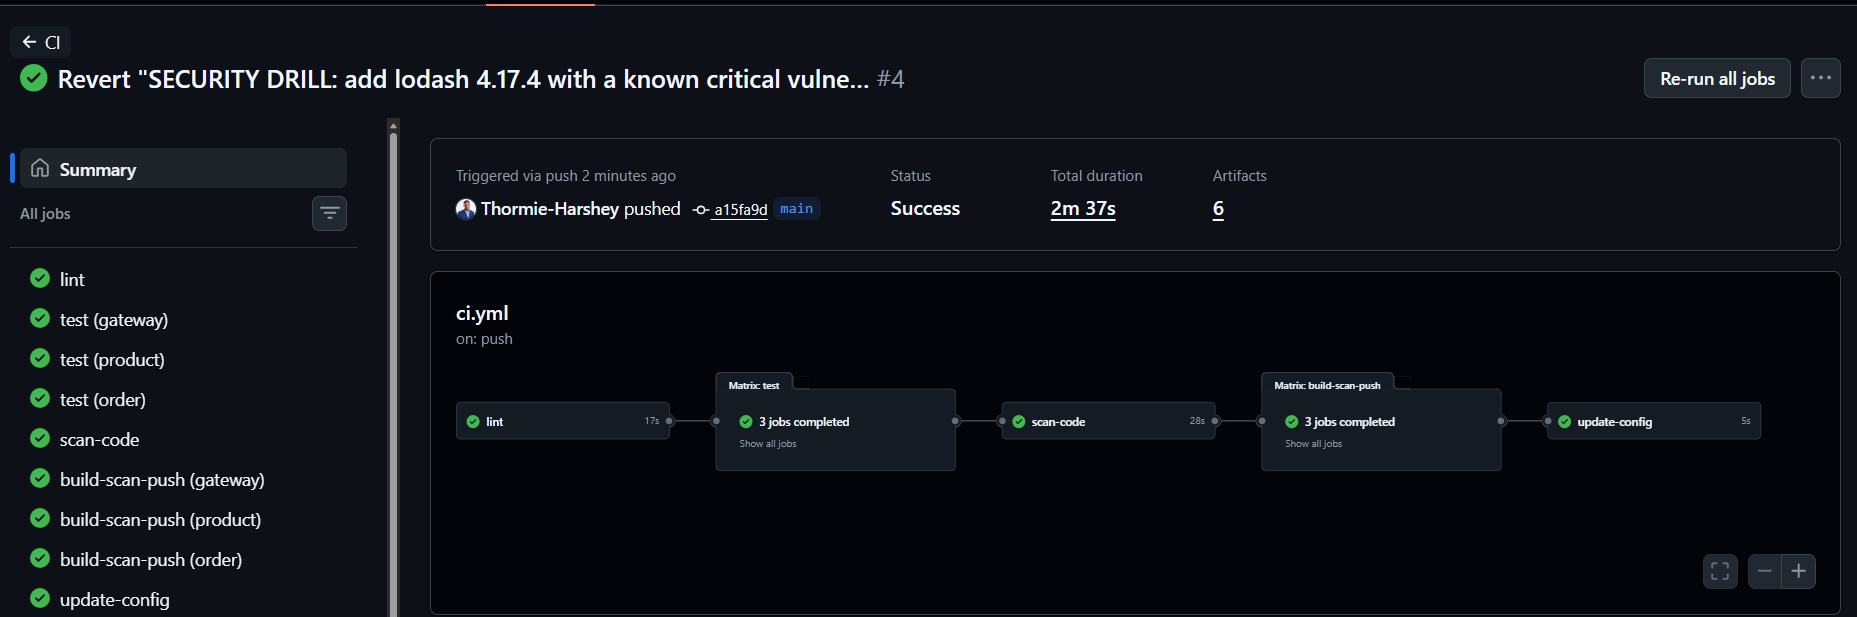 CI
Revert "SECURITY DRILL: add lodash 4.17.4 with a known critical vulne... #4
Re-run all jobs
Summary
All jobs
lint
test (gateway)
test (product)
test (order)
scan-code
build-scan-push (gateway)
build-scan-push (product)
build-scan-push (order)
update-config
Triggered via push 2 minutes ago
Thormie-Harshey pushed a15fa9d main
Status
Success
Total duration
2m 37s
Artifacts
6
ci.yml
on: push
lint 17s
Matrix: test
3 jobs completed
Show all jobs
scan-code 28s
Matrix: build-scan-push
3 jobs completed
Show all jobs
update-config 5s